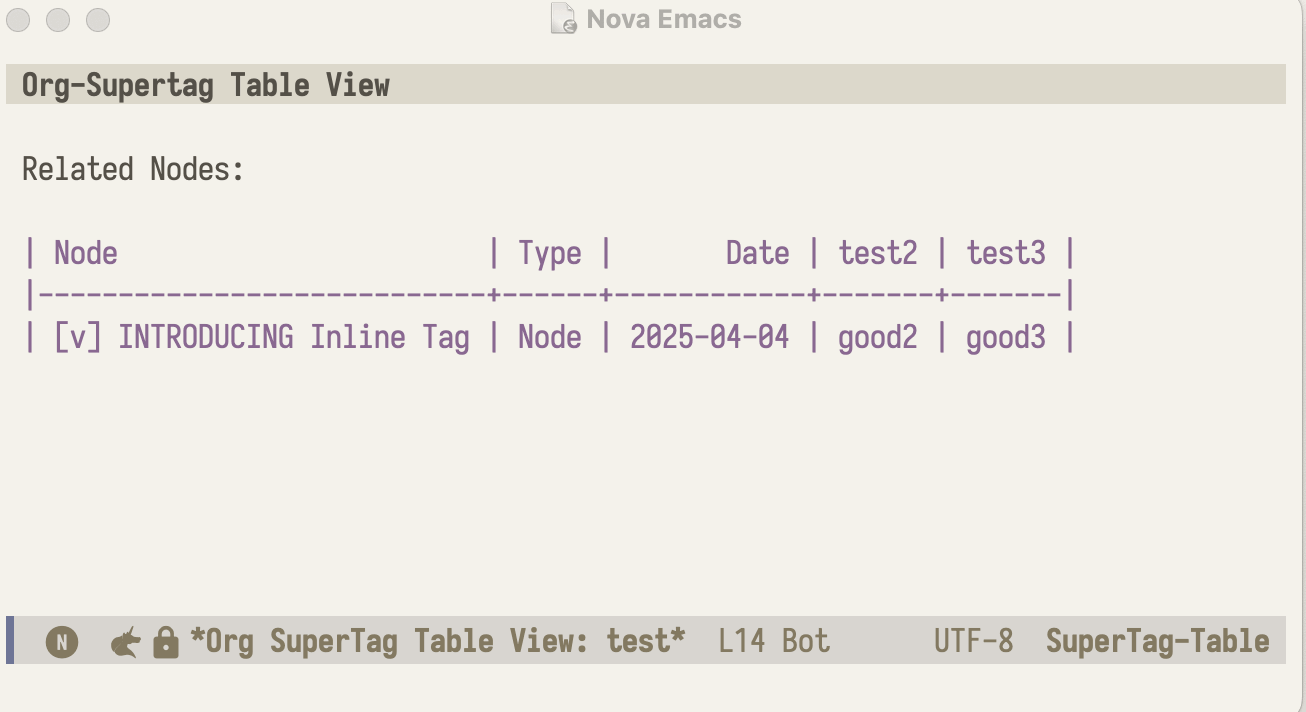 Nova Emacs
Org-Supertag Table View
Related Nodes:
| Node                       | Type |       Date | test2 | test3 |
|----------------------------+------+------------+-------+-------|
| [v] INTRODUCING Inline Tag | Node | 2025-04-04 | good2 | good3 |
N *Org SuperTag Table View: test*  L14 Bot  UTF-8  SuperTag-Table